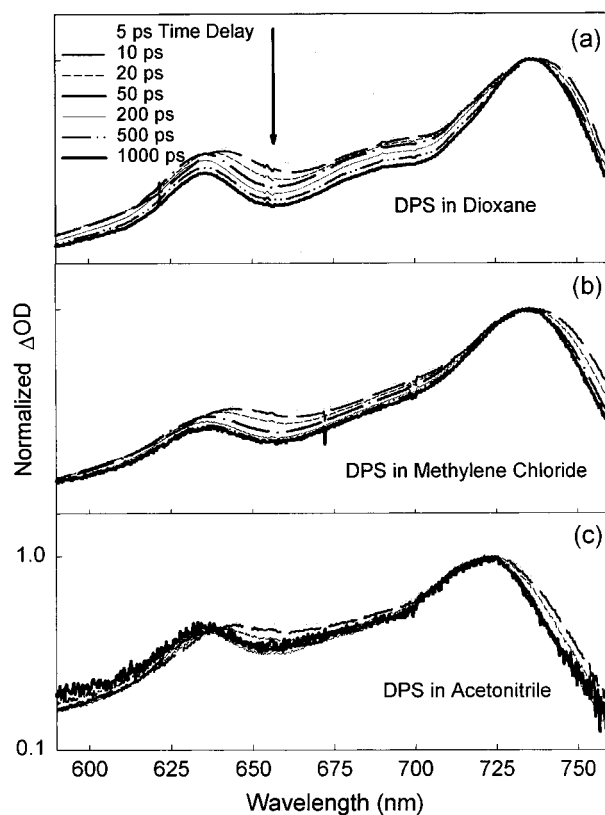 5 ps Time Delay
10 ps
20 ps
50 ps
200 ps
500 ps
1000 ps
(a)
DPS in Dioxane
(b)
DPS in Methylene Chloride
(c)
DPS in Acetonitrile
Normalized ΔOD
1.0
0.1
600 625 650 675 700 725 750
Wavelength (nm)